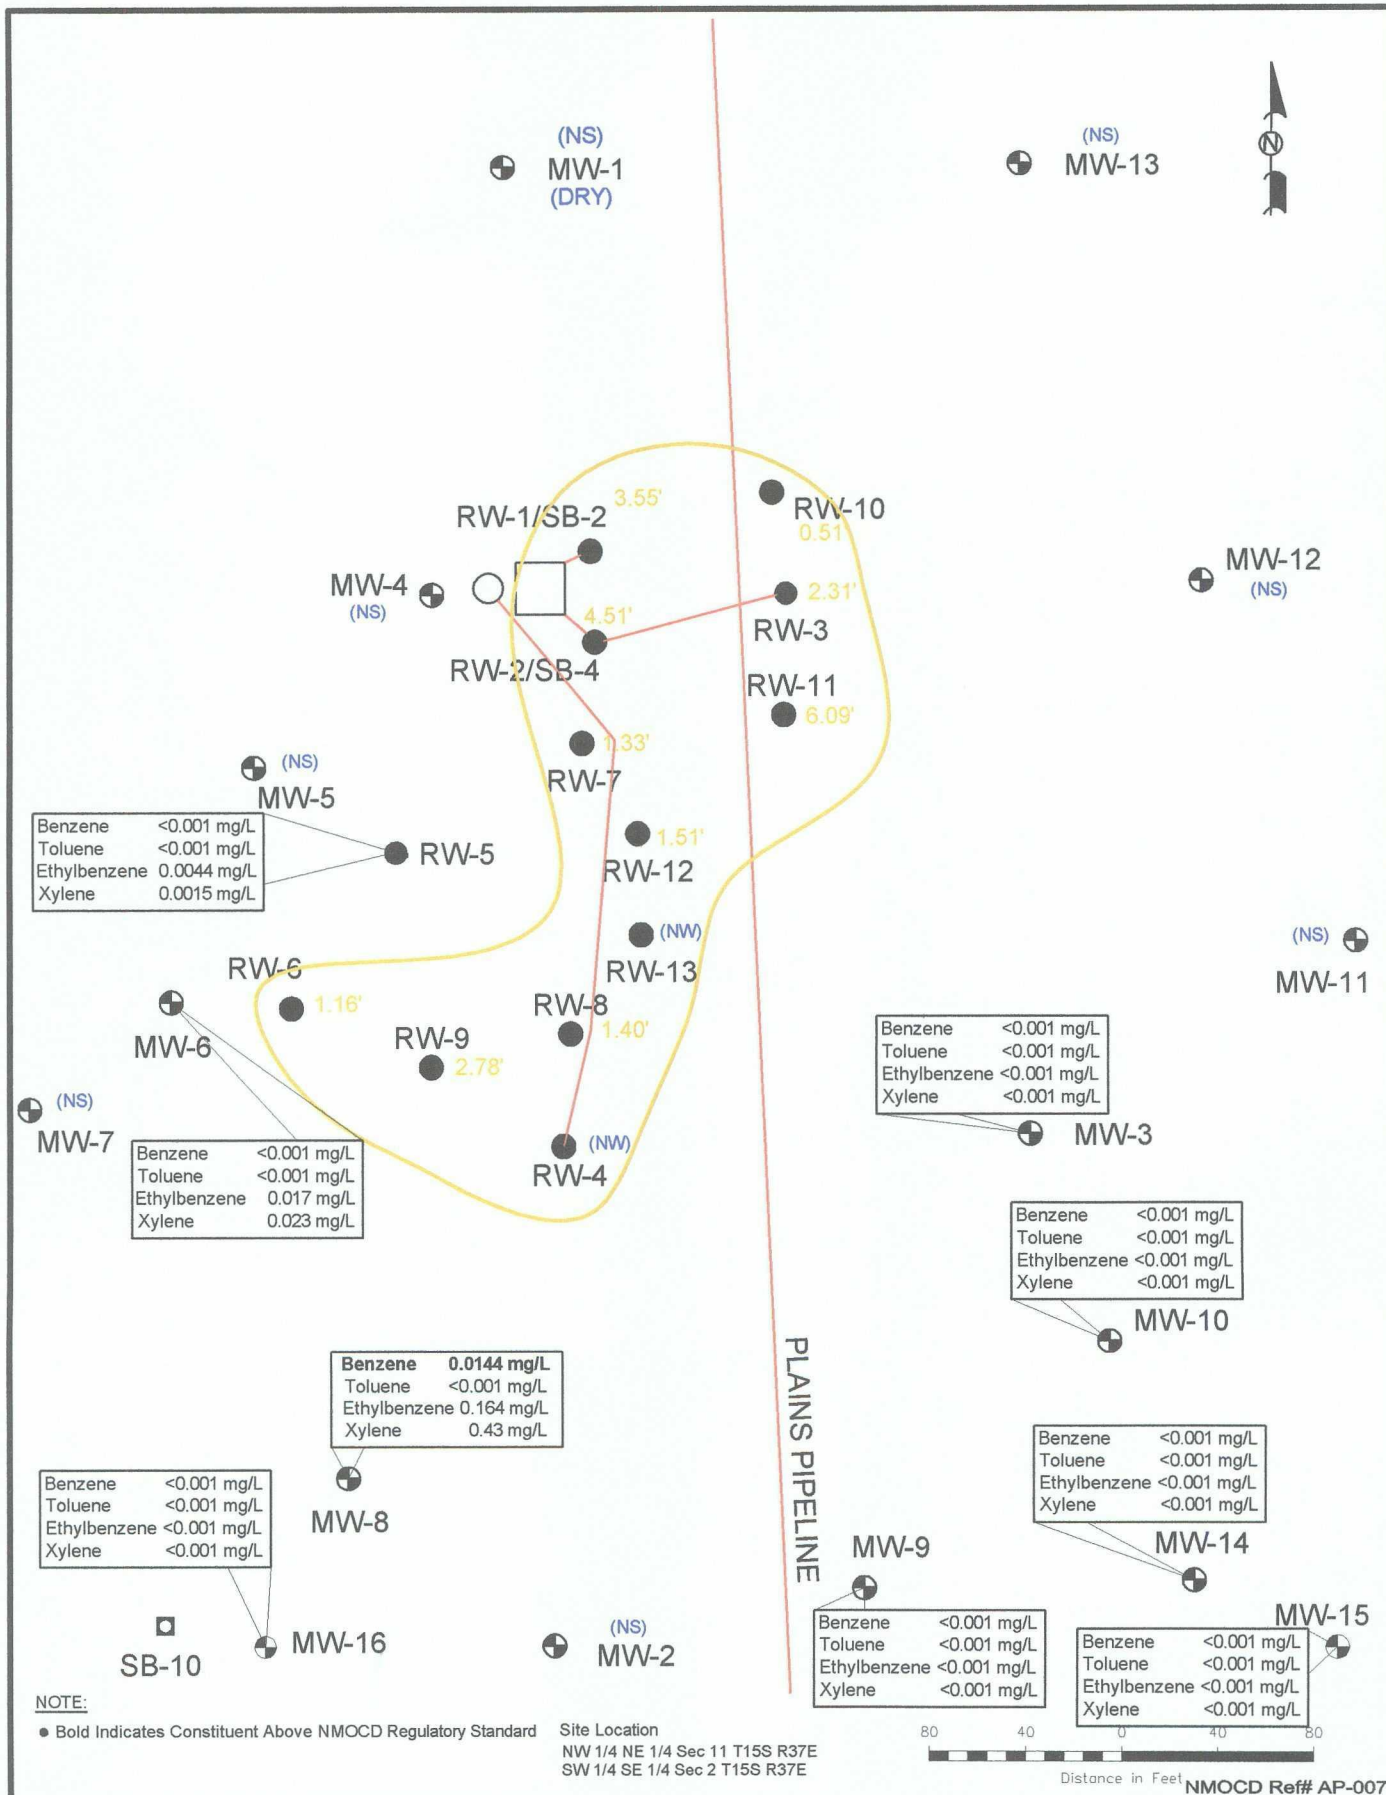 (NS)
MW-1
(DRY)
(NS)
MW-13
N
3.55'
RW-1/SB-2
RW-10
0.51'
MW-4
(NS)
MW-12
(NS)
4.51'
2.31'
RW-3
RW-2/SB-4
RW-11
6.09'
1.33'
RW-7
(NS)
MW-5
Benzene <0.001 mg/L
Toluene <0.001 mg/L
Ethylbenzene 0.0044 mg/L
Xylene 0.0015 mg/L
RW-5
1.51'
RW-12
(NW)
RW-13
(NS)
MW-11
RW-6
1.16'
MW-6
RW-8
1.40'
RW-9
2.78'
(NS)
MW-7
Benzene <0.001 mg/L
Toluene <0.001 mg/L
Ethylbenzene <0.001 mg/L
Xylene <0.001 mg/L
MW-3
(NW)
RW-4
Benzene <0.001 mg/L
Toluene <0.001 mg/L
Ethylbenzene 0.017 mg/L
Xylene 0.023 mg/L
Benzene <0.001 mg/L
Toluene <0.001 mg/L
Ethylbenzene <0.001 mg/L
Xylene <0.001 mg/L
MW-10
PLAINS PIPELINE
Benzene 0.0144 mg/L
Toluene <0.001 mg/L
Ethylbenzene 0.164 mg/L
Xylene 0.43 mg/L
MW-8
Benzene <0.001 mg/L
Toluene <0.001 mg/L
Ethylbenzene <0.001 mg/L
Xylene <0.001 mg/L
MW-14
Benzene <0.001 mg/L
Toluene <0.001 mg/L
Ethylbenzene <0.001 mg/L
Xylene <0.001 mg/L
MW-16
SB-10
(NS)
MW-2
MW-9
Benzene <0.001 mg/L
Toluene <0.001 mg/L
Ethylbenzene <0.001 mg/L
Xylene <0.001 mg/L
MW-15
Benzene <0.001 mg/L
Toluene <0.001 mg/L
Ethylbenzene <0.001 mg/L
Xylene <0.001 mg/L
NOTE:
● Bold Indicates Constituent Above NMOCD Regulatory Standard
Site Location
NW 1/4 NE 1/4 Sec 11 T15S R37E
SW 1/4 SE 1/4 Sec 2 T15S R37E
80 40 0 40 80
Distance in Feet
NMOCD Ref# AP-007